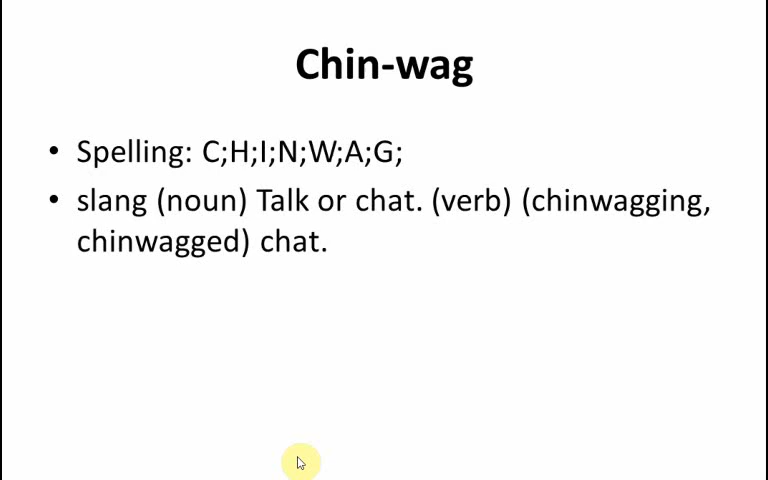 Chin-wag
• Spelling: C;H;I;N;W;A;G;
• slang (noun) Talk or chat. (verb) (chinwagging,
chinwagged) chat.